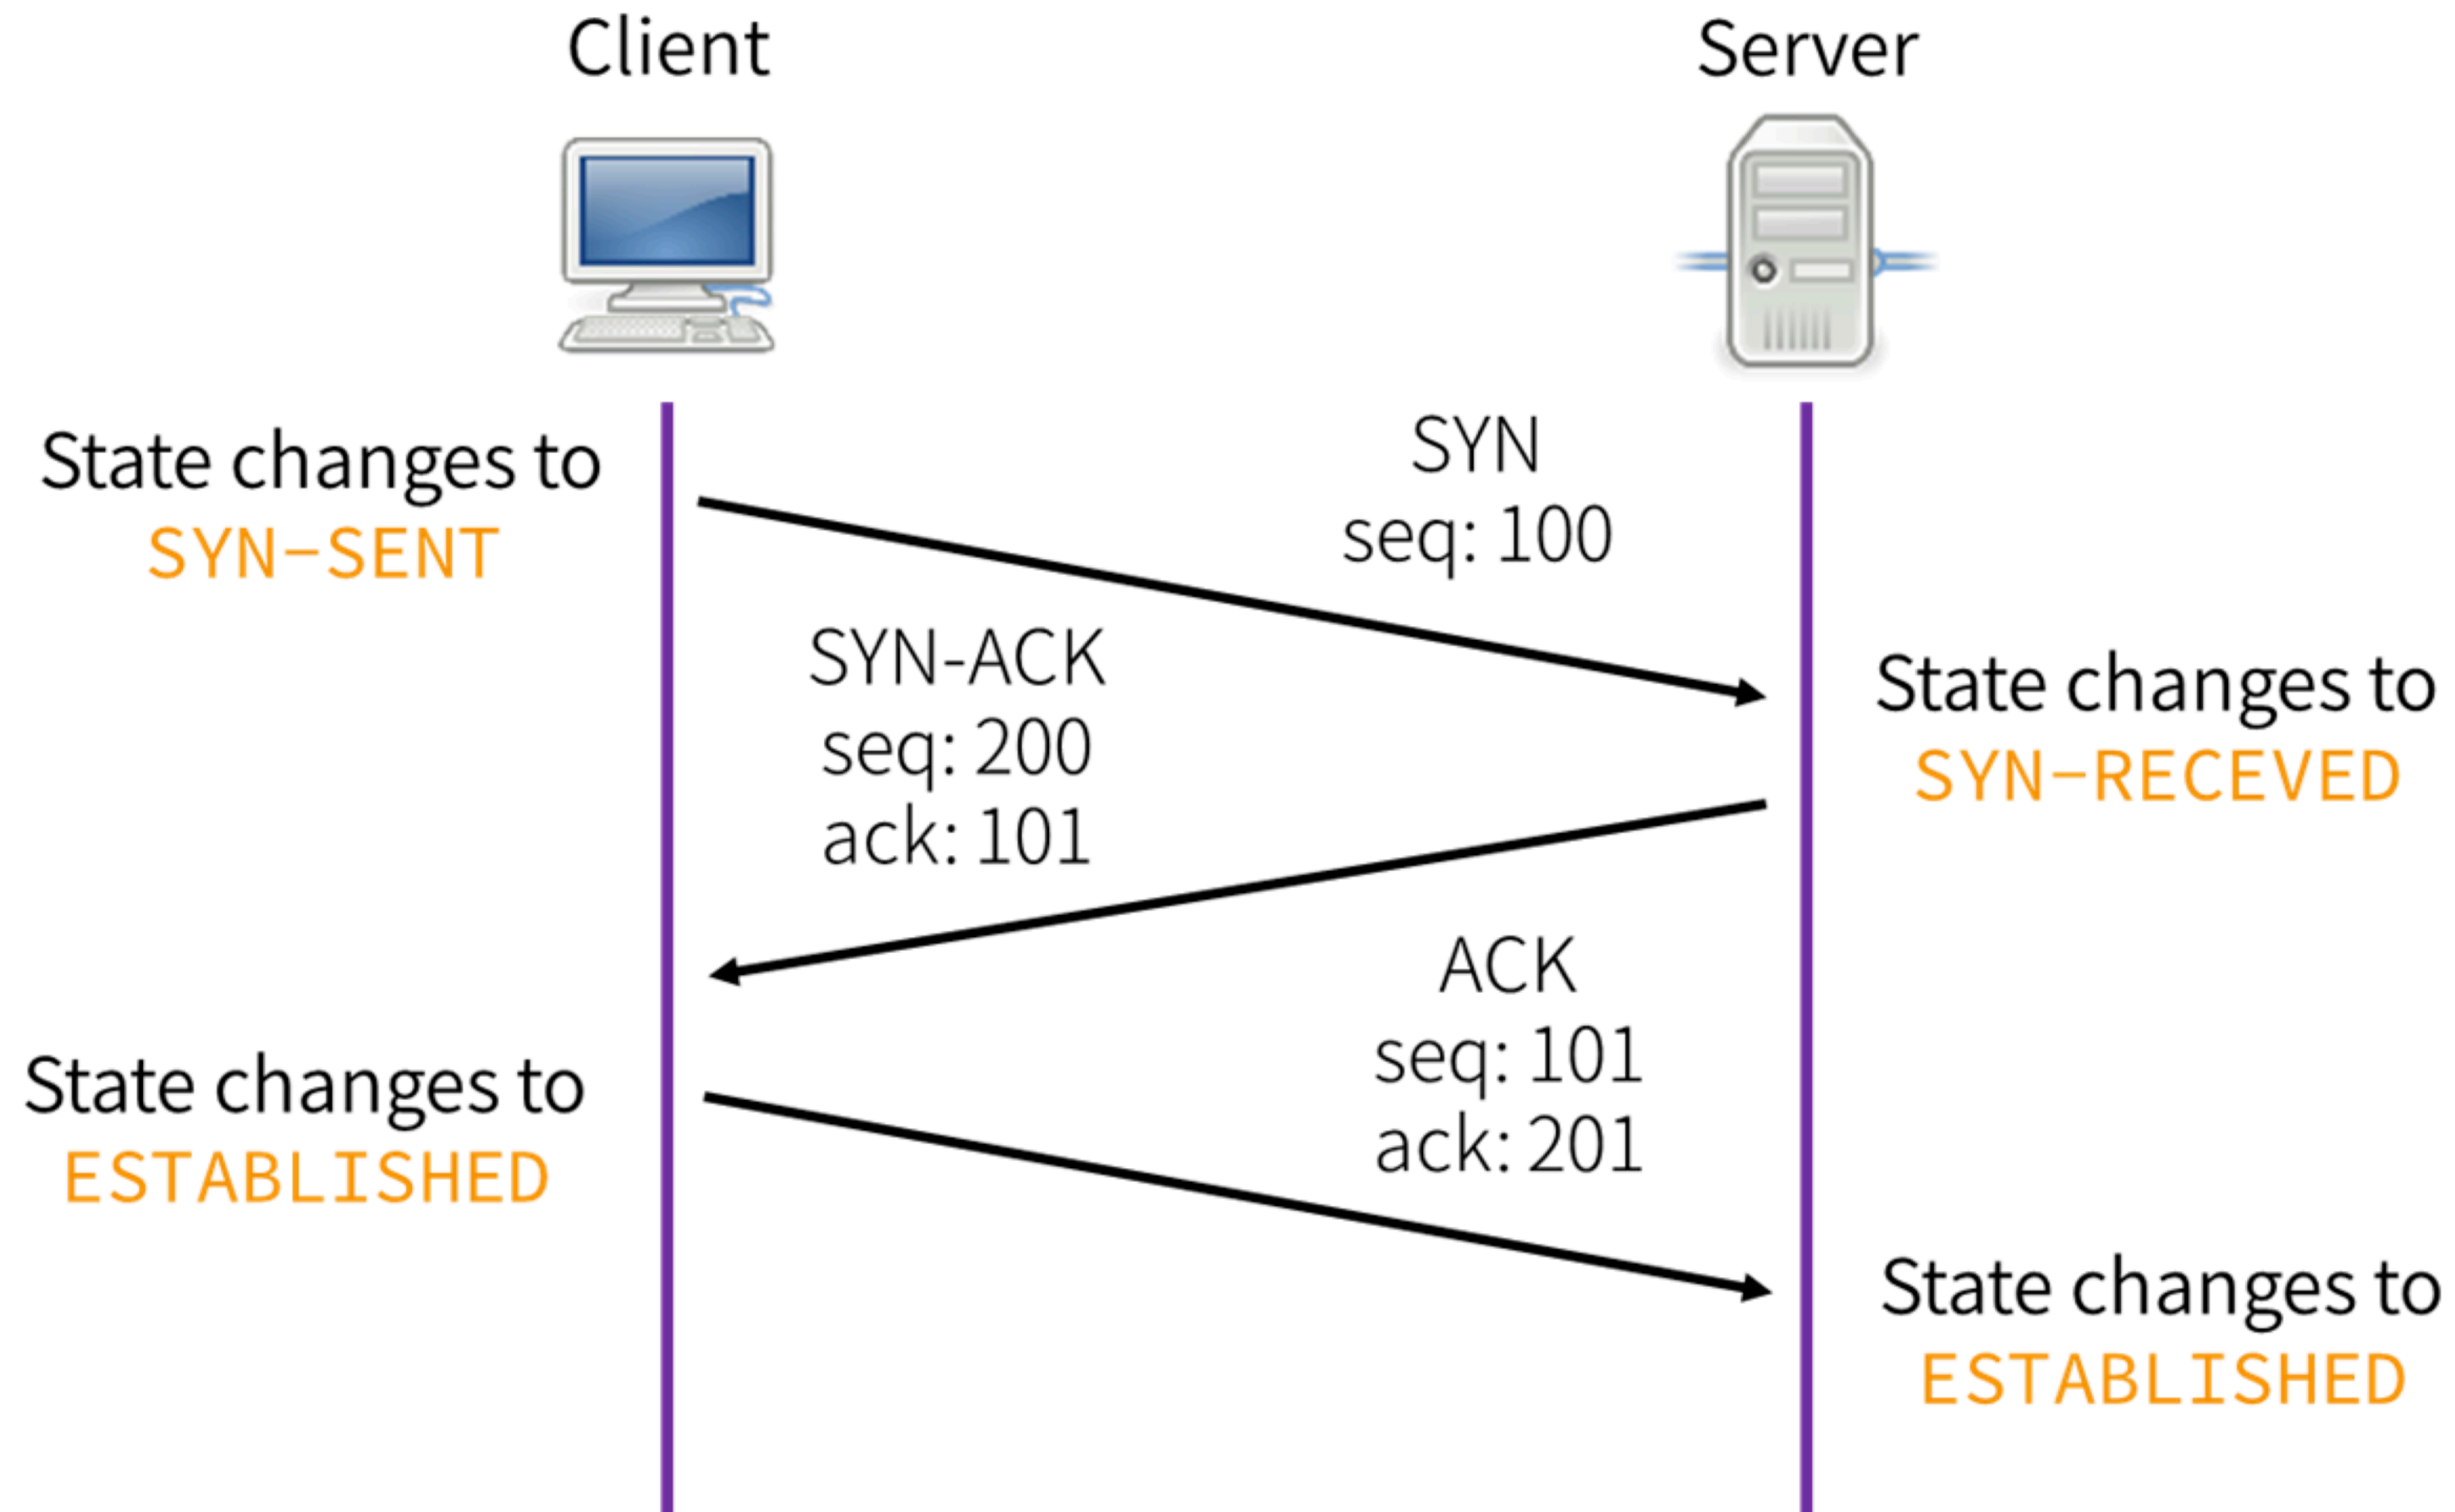 Client
Server
State changes to
SYN-SENT
SYN
seq: 100
State changes to
SYN-RECEVED
SYN-ACK
seq: 200
ack: 101
State changes to
ESTABLISHED
ACK
seq: 101
ack: 201
State changes to
ESTABLISHED